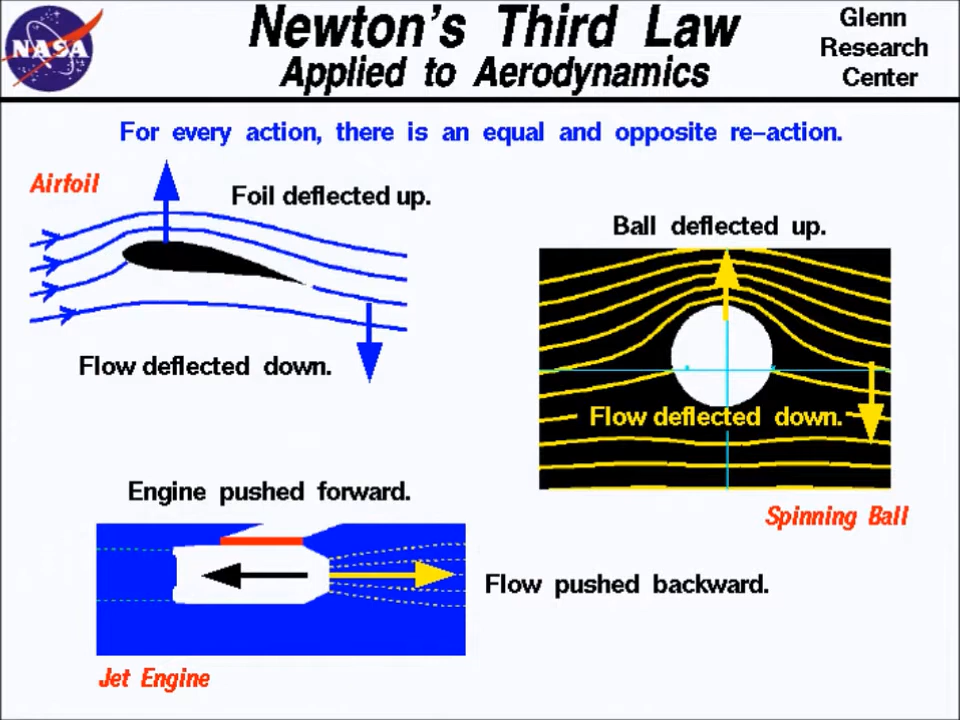 NASA
Newton's Third Law
Applied to Aerodynamics
Glenn
Research
Center
For every action, there is an equal and opposite re-action.
Airfoil
Foil deflected up.
Flow deflected down.
Ball deflected up.
Flow deflected down.
Spinning Ball
Engine pushed forward.
Flow pushed backward.
Jet Engine